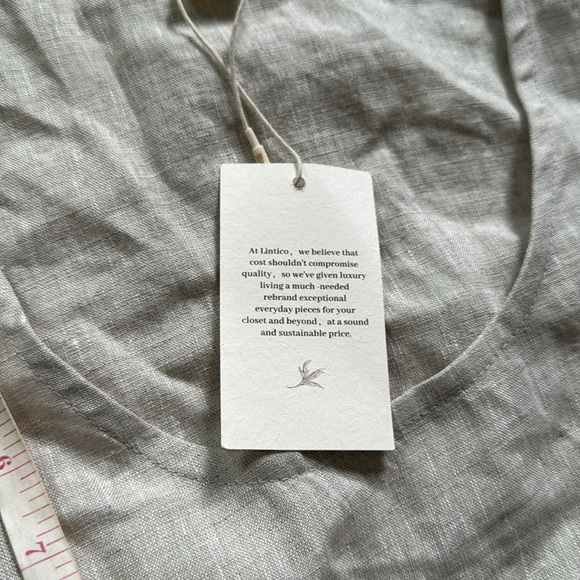 At Lintico, we believe that
cost shouldn't compromise
quality, so we've given luxury
living a much -needed
rebrand exceptional
everyday pieces for your
closet and beyond, at a sound
and sustainable price.
6
7